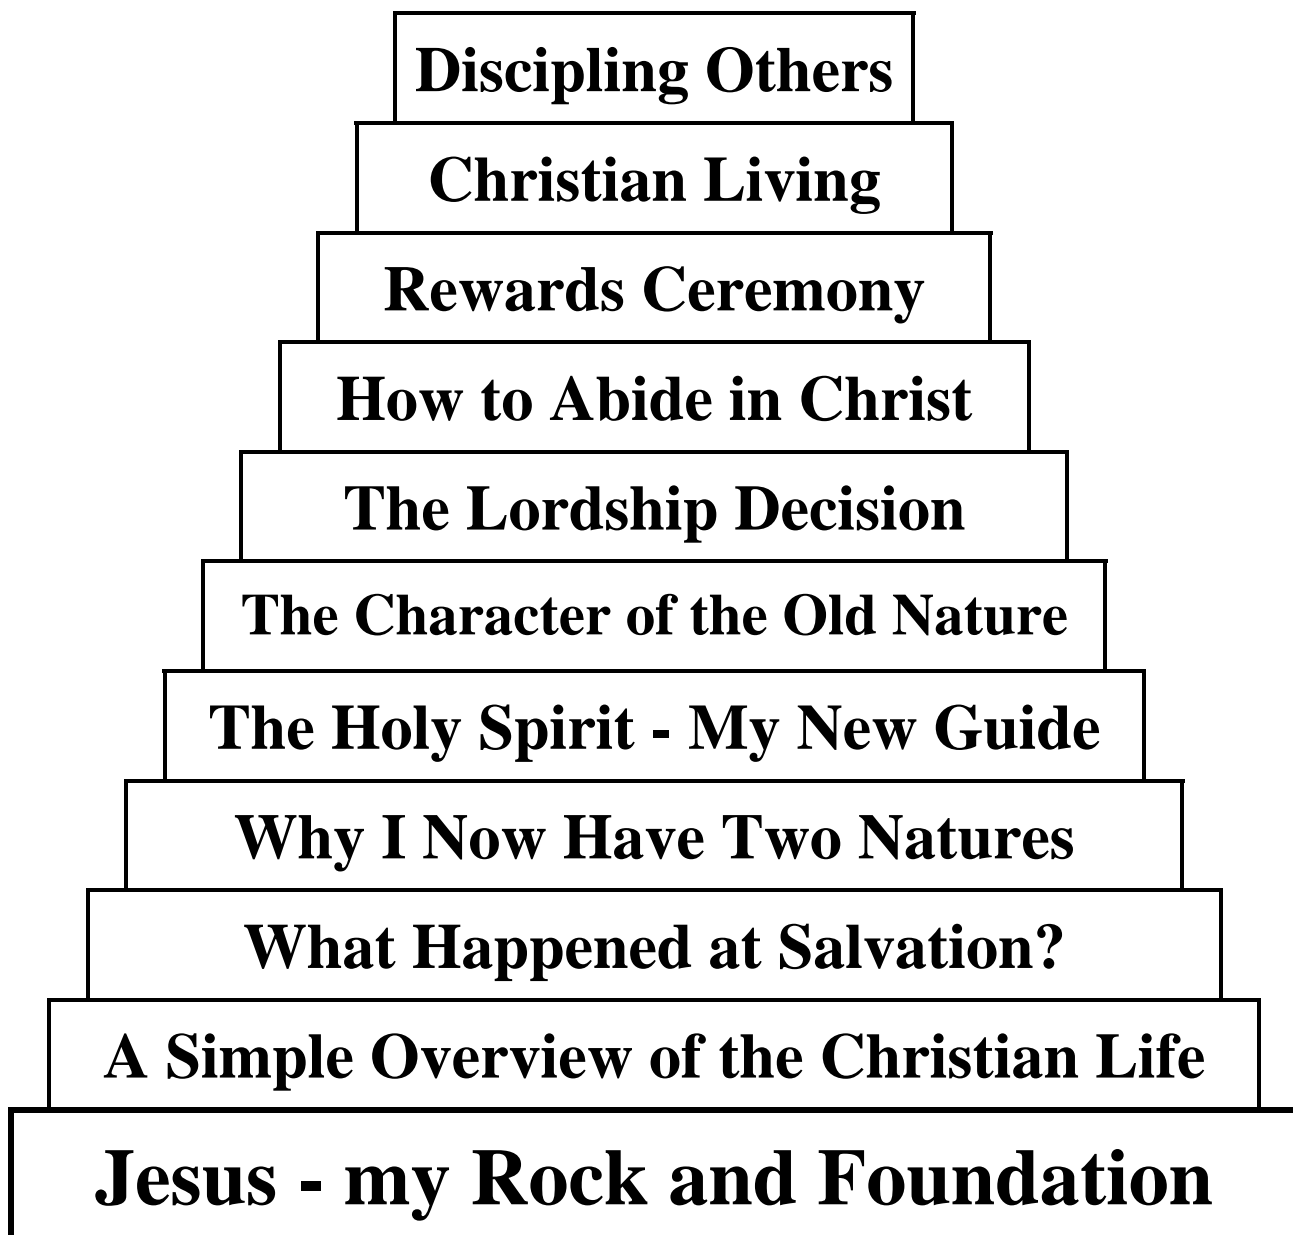 Discipling Others
Christian Living
Rewards Ceremony
How to Abide in Christ
The Lordship Decision
The Character of the Old Nature
The Holy Spirit - My New Guide
Why I Now Have Two Natures
What Happened at Salvation?
A Simple Overview of the Christian Life
Jesus - my Rock and Foundation